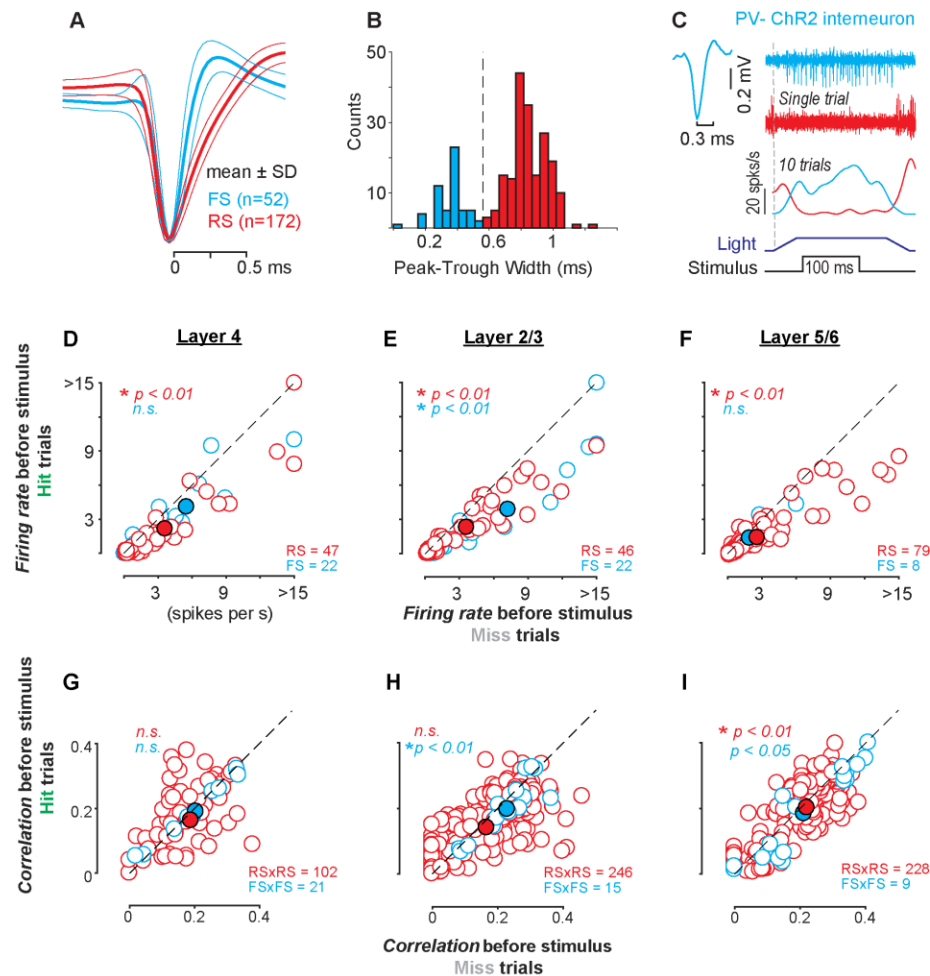 A
mean ± SD
FS (n=52)
RS (n=172)
0 0.5 ms
B
Counts
50
30
10
0.2 0.6 1
Peak-Trough Width (ms)
C
PV- ChR2 interneuron
0.2 mV
0.3 ms
Single trial
10 trials
20 spks/s
Light
Stimulus
100 ms
D
Layer 4
Firing rate before stimulus
Hit trials
* p < 0.01
n.s.
>15
9
3
RS = 47
FS = 22
3 9 >15
(spikes per s)
E
Layer 2/3
* p < 0.01
* p < 0.01
RS = 46
FS = 22
3 9 >15
Firing rate before stimulus
Miss trials
F
Layer 5/6
* p < 0.01
n.s.
RS = 79
FS = 8
3 9 >15
G
Correlation before stimulus
Hit trials
n.s.
n.s.
0.4
0.2
0
RSxRS = 102
FSxFS = 21
0 0.2 0.4
H
n.s.
* p < 0.01
RSxRS = 246
FSxFS = 15
0 0.2 0.4
Correlation before stimulus
Miss trials
I
* p < 0.01
p < 0.05
RSxRS = 228
FSxFS = 9
0 0.2 0.4